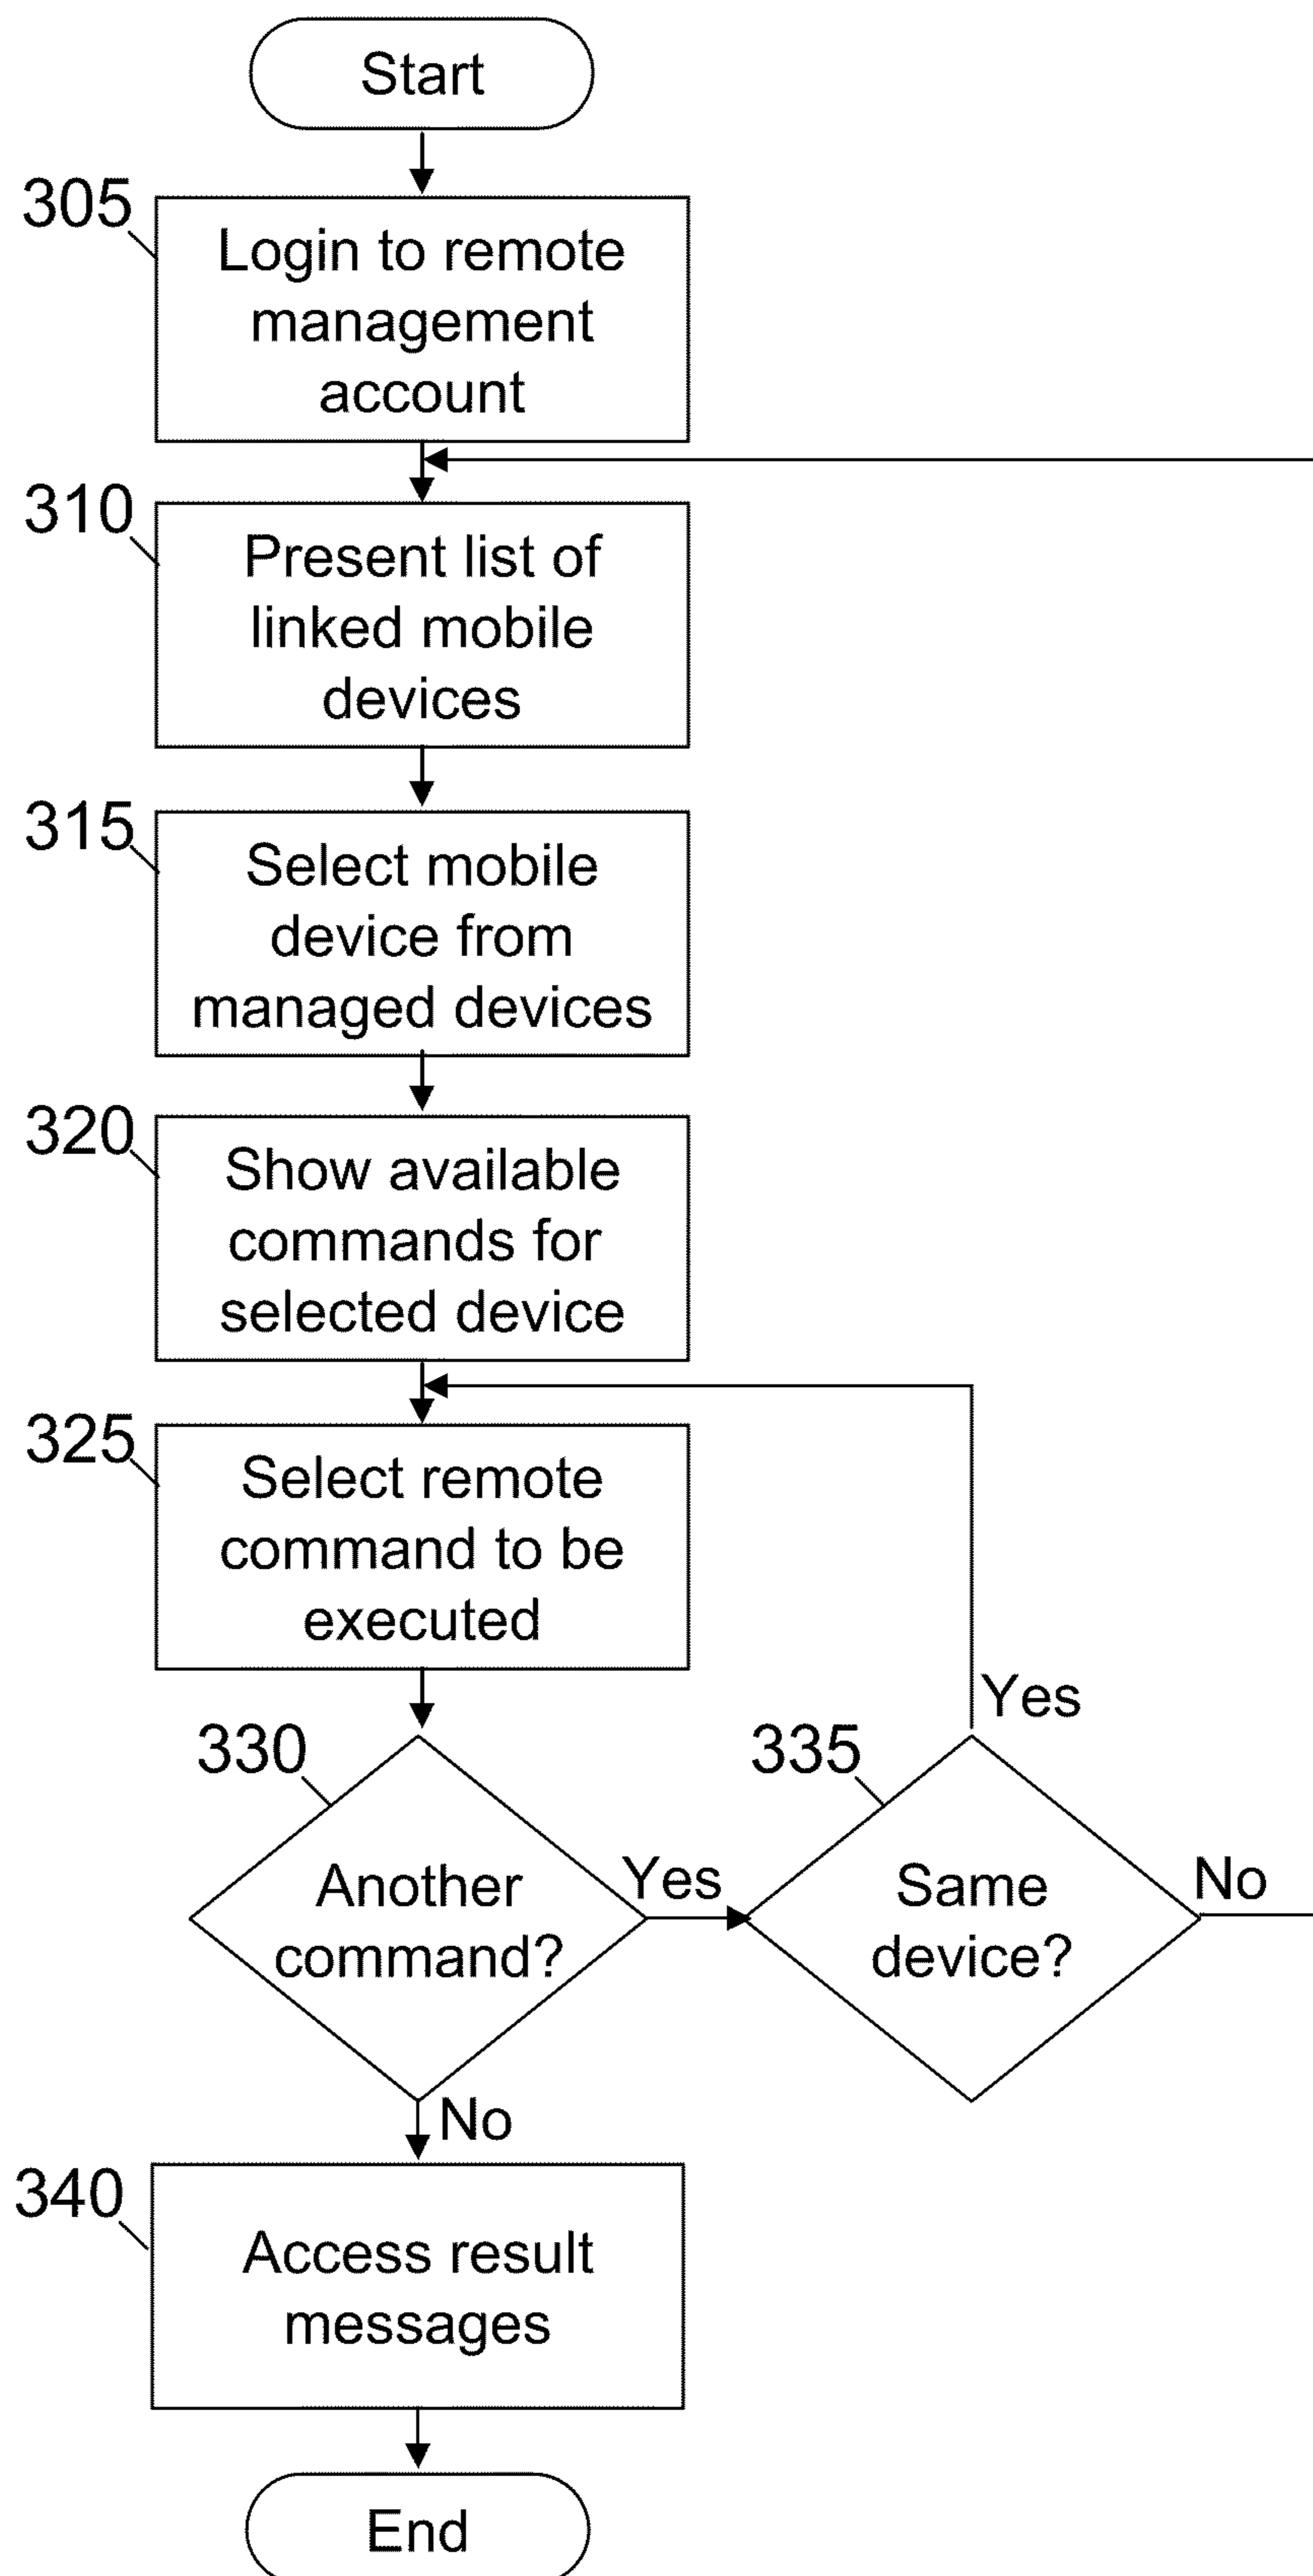 Start
305
Login to remote
management
account
310
Present list of
linked mobile
devices
315
Select mobile
device from
managed devices
320
Show available
commands for
selected device
325
Select remote
command to be
executed
330
Another
command?
Yes
335
Same
device?
Yes
No
No
340
Access result
messages
End